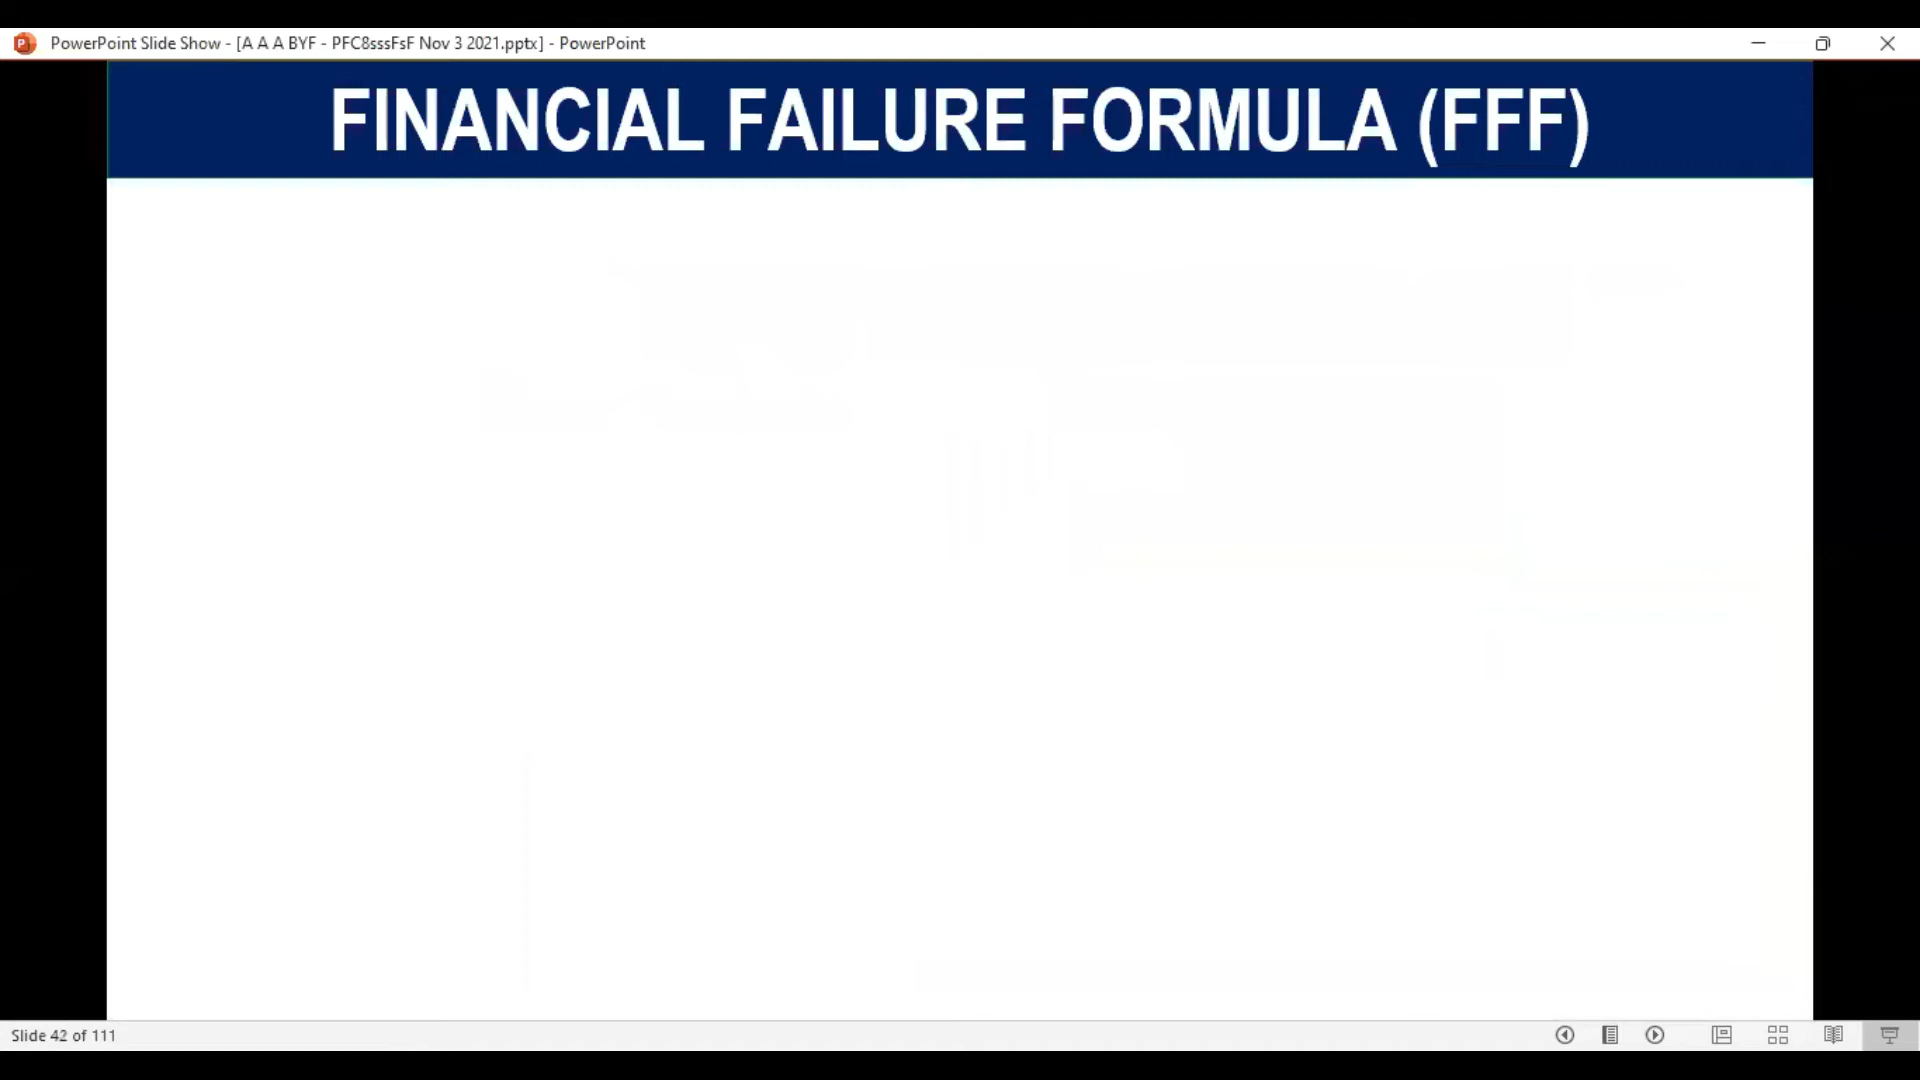 PowerPoint Slide Show - [A A A BYF - PFC8sssFsF Nov 3 2021.pptx] - PowerPoint
FINANCIAL FAILURE FORMULA (FFF)
Slide 42 of 111